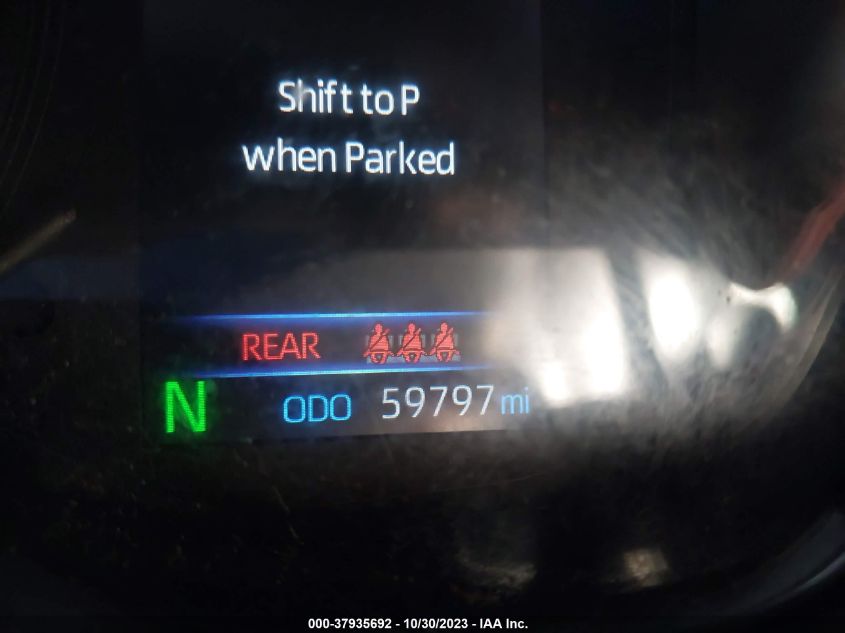 Shift to P
when Parked
REAR
N ODO 59797 mi
000-37935692 - 10/30/2023 - IAA Inc.